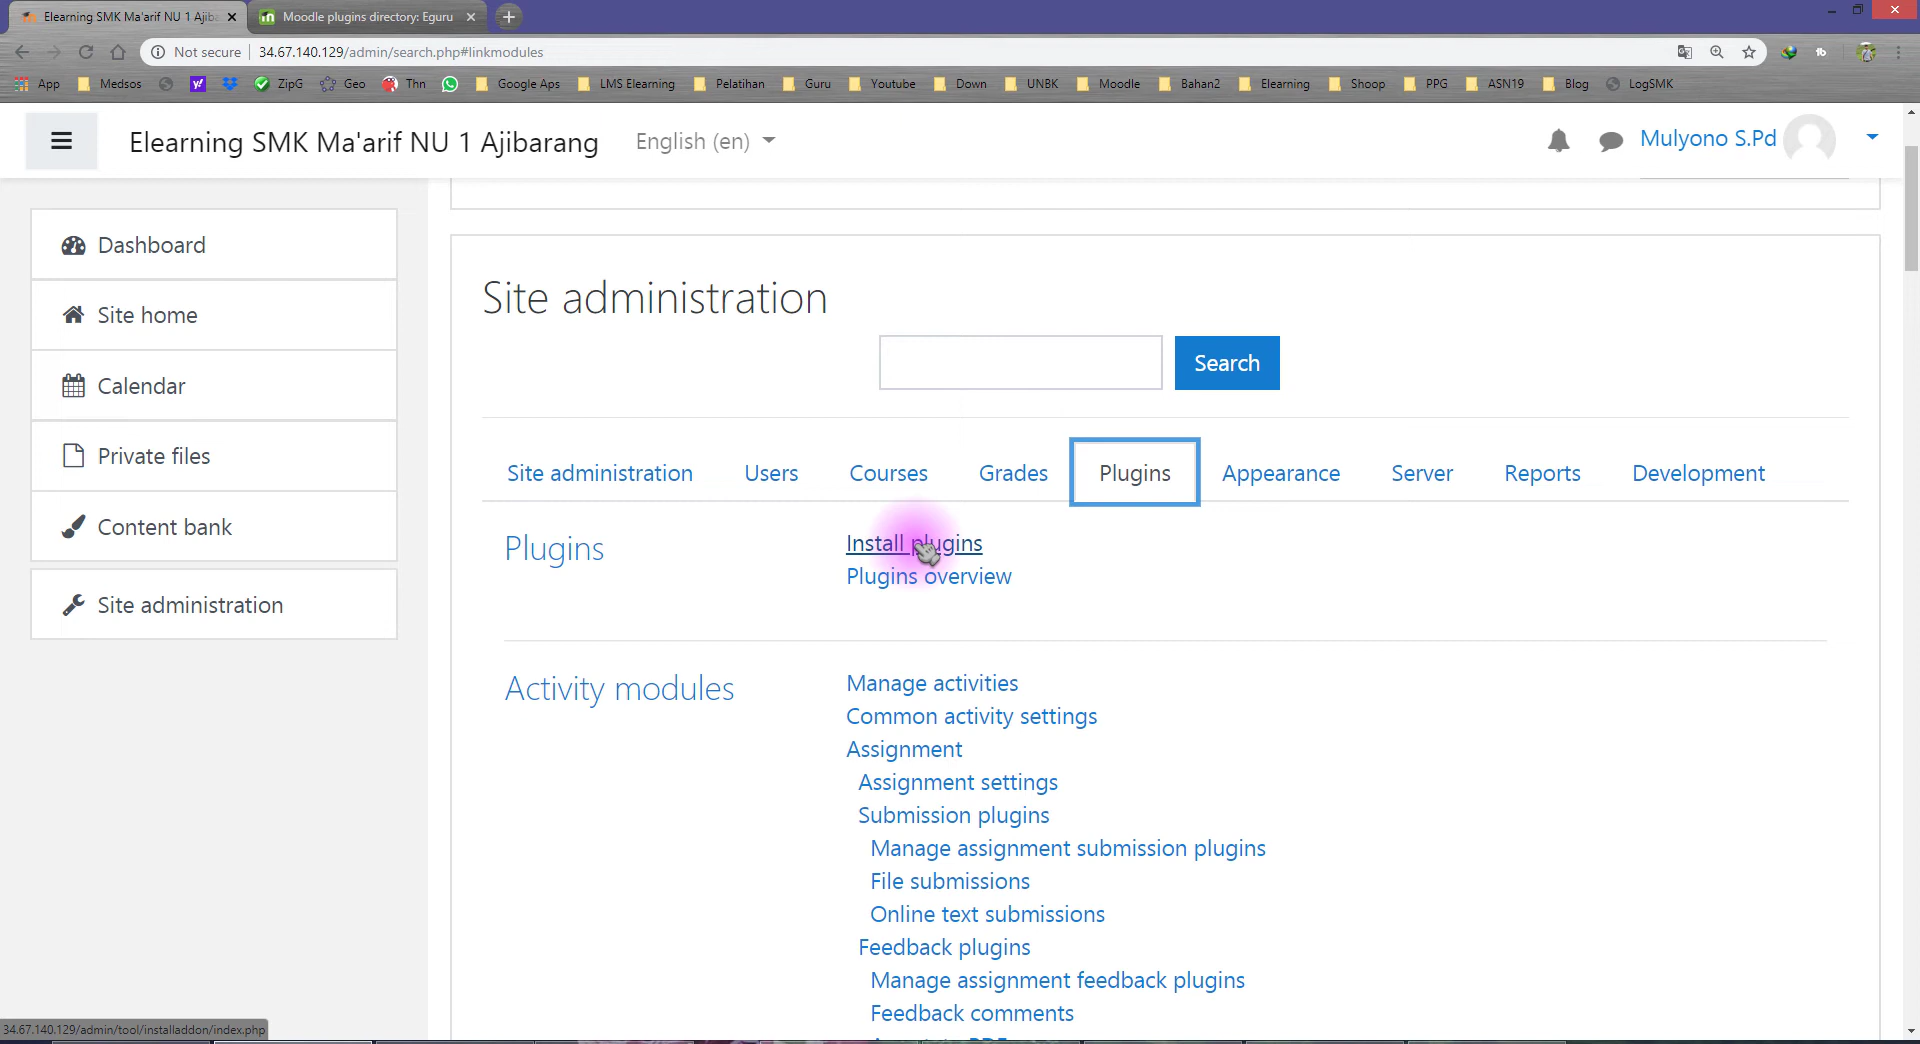 Elearning SMK Ma'arif NU 1 Ajiba
Moodle plugins directory: Eguru
Not secure
34.67.140.129/admin/search.php#linkmodules
App
Medsos
ZipG
Geo
Thn
Google Aps
LMS Elearning
Pelatihan
Guru
Youtube
Down
UNBK
Moodle
Bahan2
Elearning
Shoop
PPG
ASN19
Blog
LogSMK
Elearning SMK Ma'arif NU 1 Ajibarang
English (en)
Mulyono S.Pd
Dashboard
Site home
Calendar
Private files
Content bank
Site administration
Site administration
Search
Site administration
Users
Courses
Grades
Plugins
Appearance
Server
Reports
Development
Plugins
Install plugins
Plugins overview
Activity modules
Manage activities
Common activity settings
Assignment
Assignment settings
Submission plugins
Manage assignment submission plugins
File submissions
Online text submissions
Feedback plugins
Manage assignment feedback plugins
Feedback comments
34.67.140.129/admin/tool/installaddon/index.php